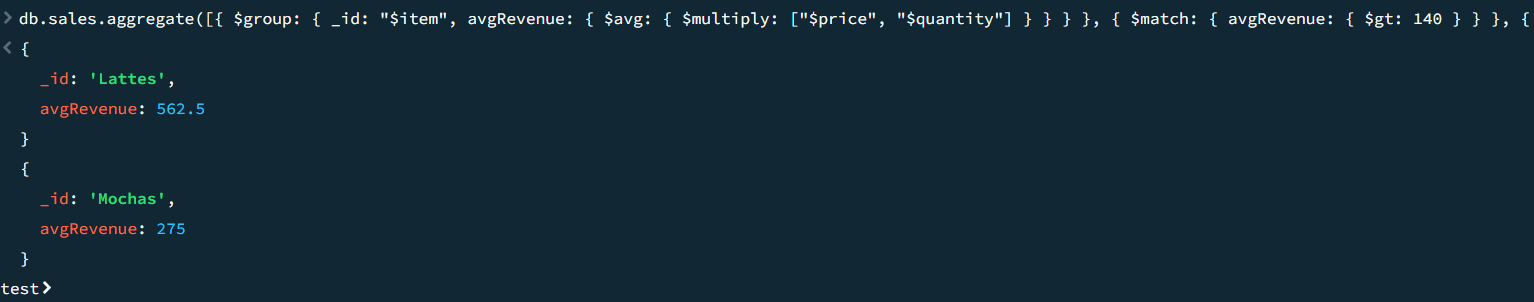 > db.sales.aggregate([{ $group: { _id: "$item", avgRevenue: { $avg: { $multiply: ["$price", "$quantity"] } } } }, { $match: { avgRevenue: { $gt: 140 } } }, {
< {
_id: 'Lattes',
avgRevenue: 562.5
}
{
_id: 'Mochas',
avgRevenue: 275
}
test>